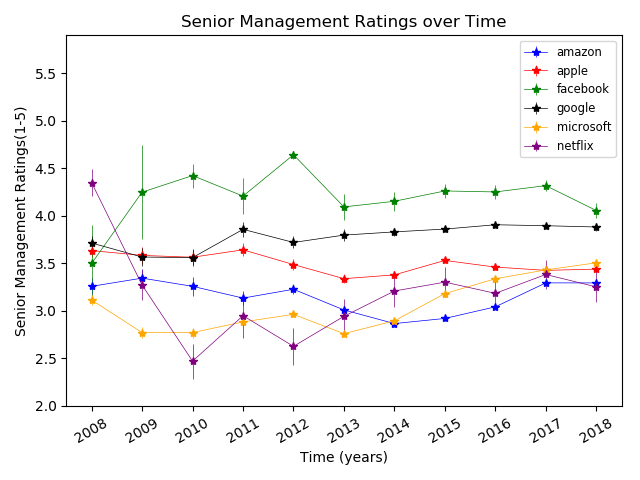 Senior Management Ratings over Time
Senior Management Ratings(1-5)
5.5
5.0
4.5
4.0
3.5
3.0
2.5
2.0
amazon
apple
facebook
google
microsoft
netflix
2008 2009 2010 2011 2012 2013 2014 2015 2016 2017 2018
Time (years)